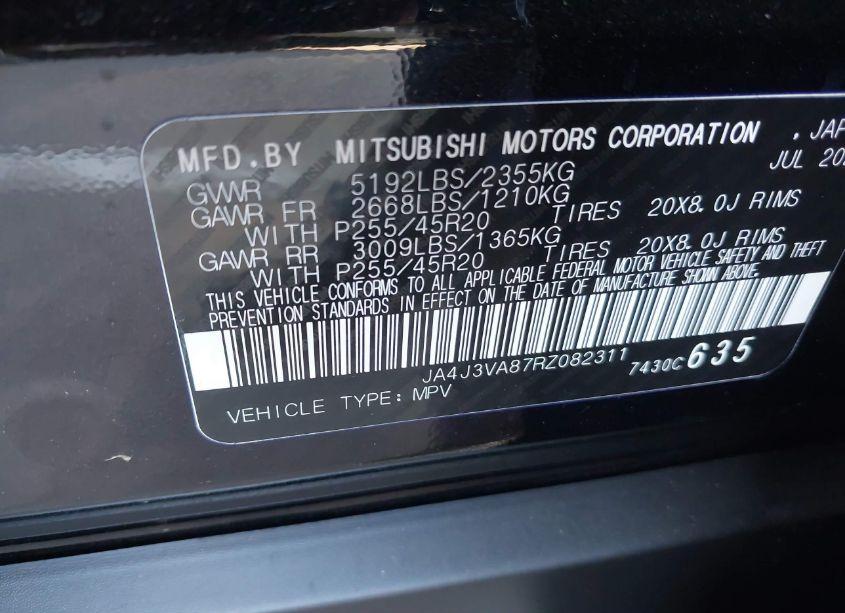 MFD.BY MITSUBISHI MOTORS CORPORATION
JUL
GVWR 5192LBS/2355KG
GAWR FR 2668LBS/1210KG
WITH P255/45R20 TIRES 20X8.0J RIMS
GAWR RR 3009LBS/1365KG
WITH P255/45R20 TIRES 20X8.0J RIMS
THIS VEHICLE CONFORMS TO ALL APPLICABLE FEDERAL MOTOR VEHICLE SAFETY AND THEFT
PREVENTION STANDARDS IN EFFECT ON THE DATE OF MANUFACTURE SHOWN ABOVE.
JA4J3VA87RZ082311 7430C635
VEHICLE TYPE:MPV